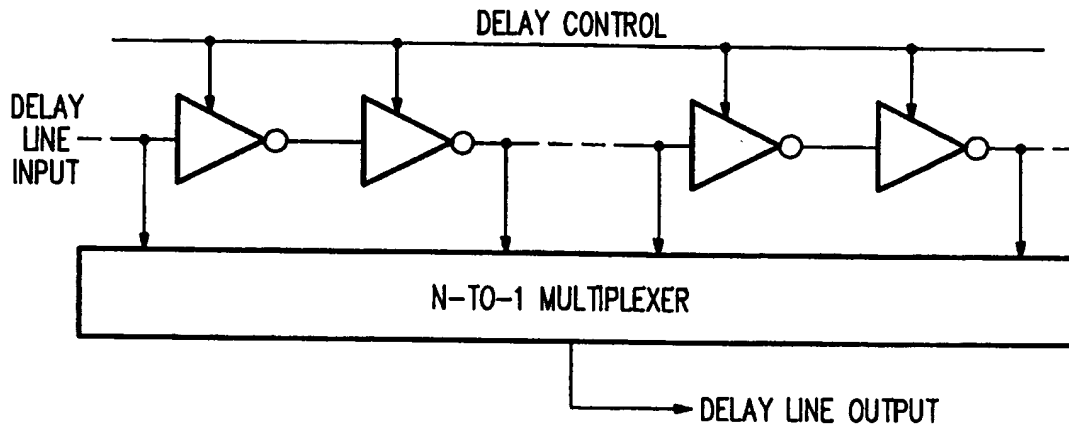 DELAY CONTROL
DELAY
LINE
INPUT
N-TO-1 MULTIPLEXER
DELAY LINE OUTPUT